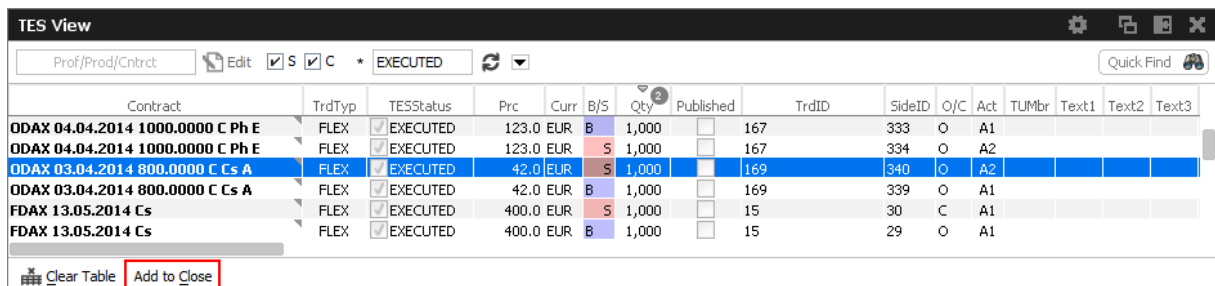 TES View
Prof/Prod/Cntrct Edit S C * EXECUTED Quick Find
Contract TrdTyp TESStatus Prc Curr B/S Qty 2 Published TrdID SideID O/C Act TUMbr Text1 Text2 Text3
ODAX 04.04.2014 1000.0000 C Ph E FLEX EXECUTED 123.0 EUR B 1,000 167 333 O A1
ODAX 04.04.2014 1000.0000 C Ph E FLEX EXECUTED 123.0 EUR S 1,000 167 334 O A2
ODAX 03.04.2014 800.0000 C Cs A FLEX EXECUTED 42.0 EUR S 1,000 169 340 O A2
ODAX 03.04.2014 800.0000 C Cs A FLEX EXECUTED 42.0 EUR B 1,000 169 339 O A1
FDAX 13.05.2014 Cs FLEX EXECUTED 400.0 EUR S 1,000 15 30 C A1
FDAX 13.05.2014 Cs FLEX EXECUTED 400.0 EUR B 1,000 15 29 O A1
Clear Table Add to Close